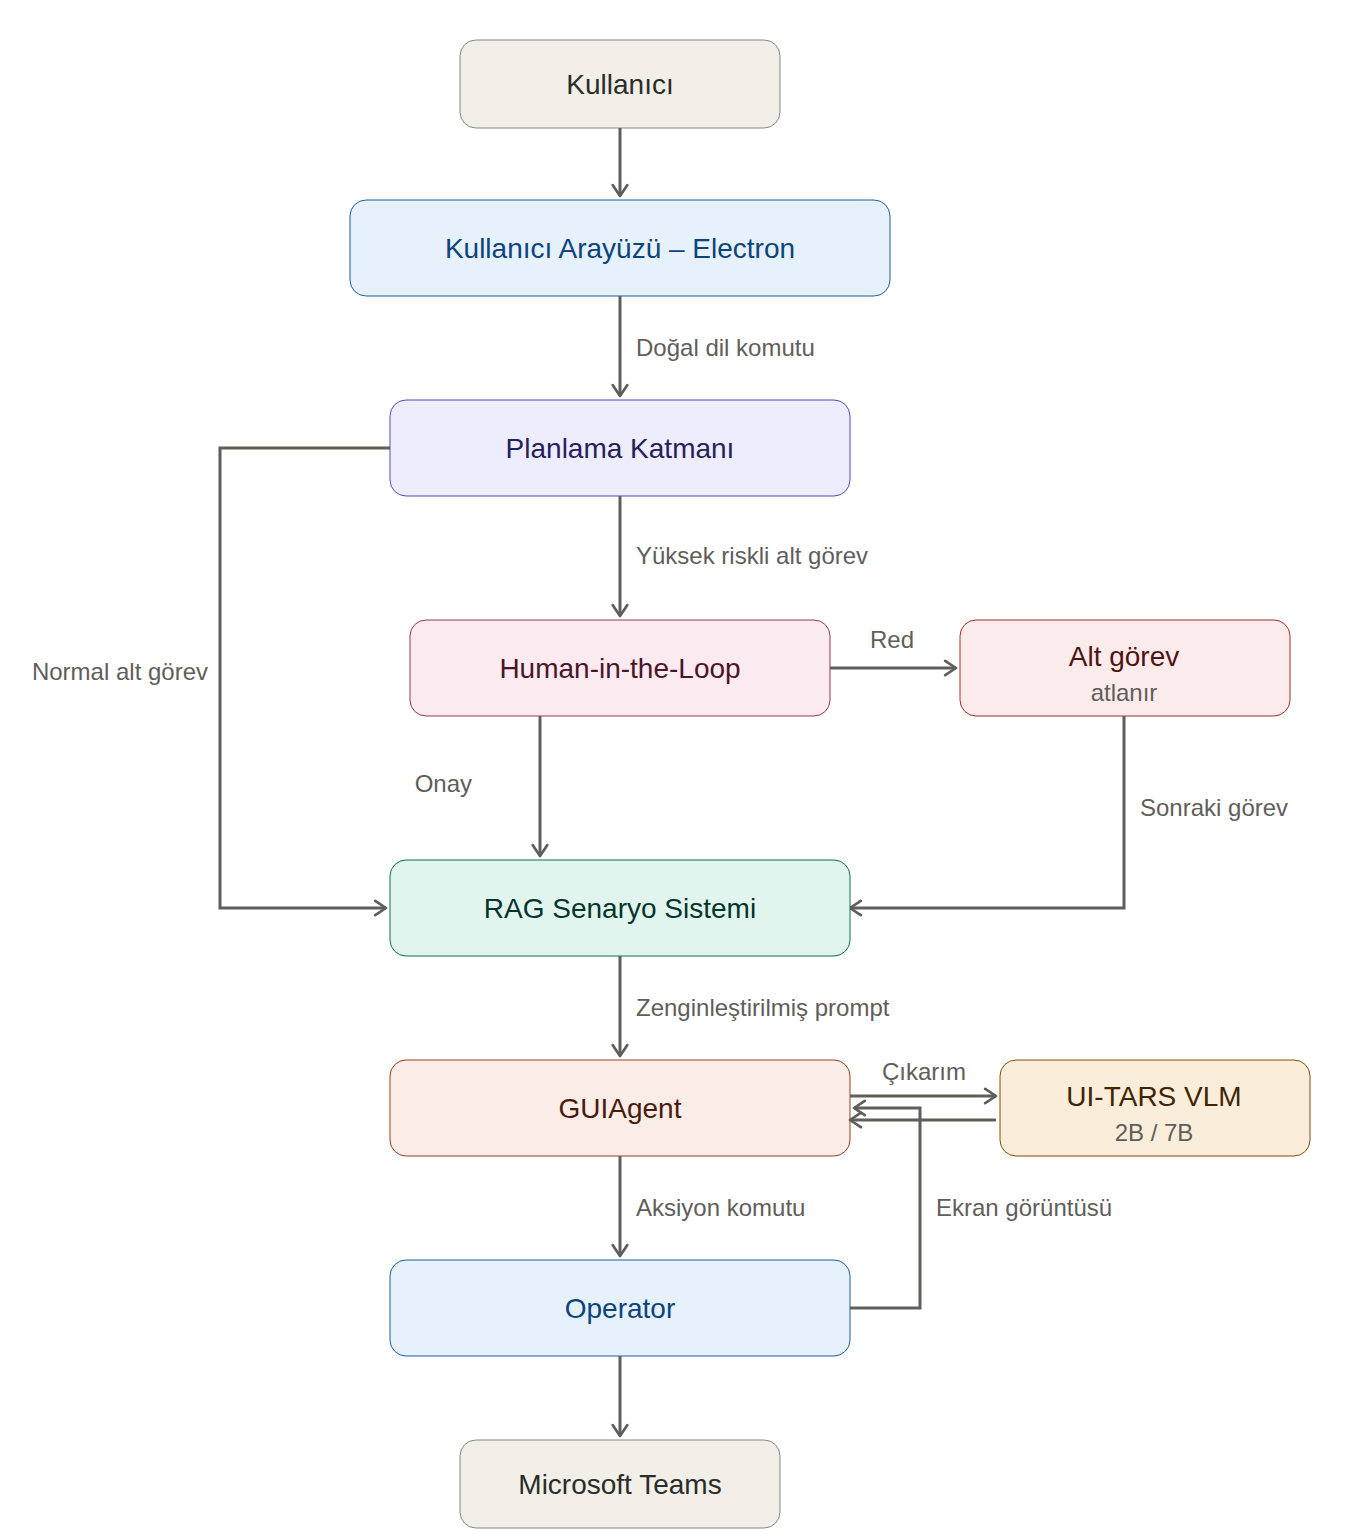 Kullanıcı
Kullanıcı Arayüzü – Electron
Doğal dil komutu
Planlama Katmanı
Yüksek riskli alt görev
Normal alt görev
Human-in-the-Loop
Red
Alt görev
atlanır
Onay
Sonraki görev
RAG Senaryo Sistemi
Zenginleştirilmiş prompt
GUIAgent
Çıkarım
UI-TARS VLM
2B / 7B
Aksiyon komutu
Ekran görüntüsü
Operator
Microsoft Teams